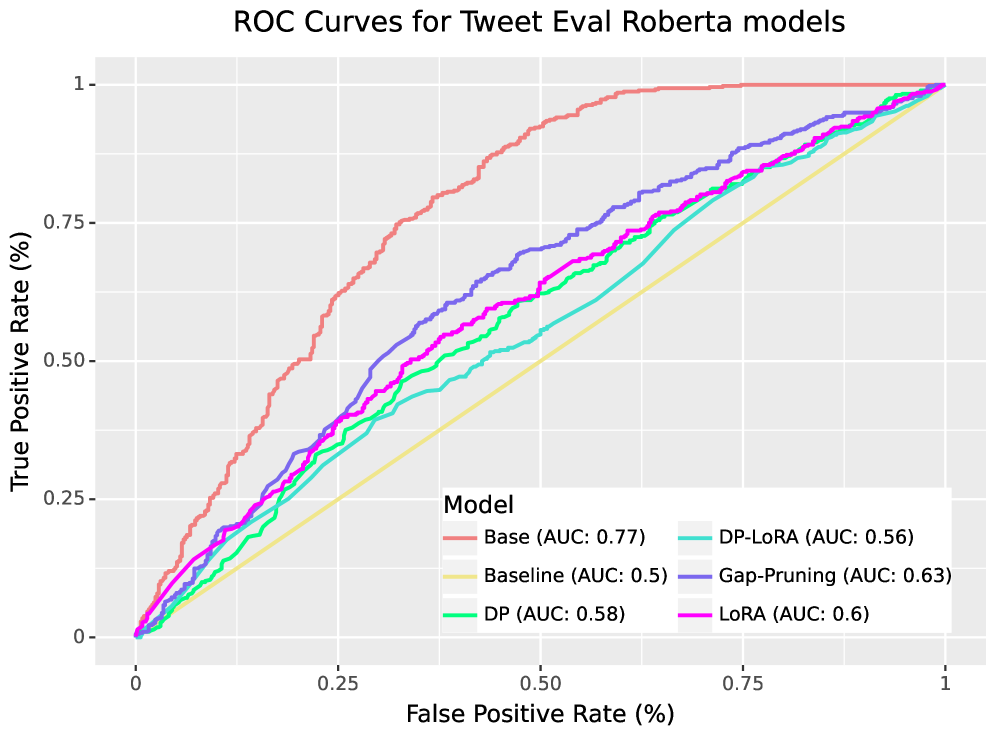 ROC Curves for Tweet Eval Roberta models
True Positive Rate (%)
1
0.75
0.50
0.25
0
Model
Base (AUC: 0.77)
Baseline (AUC: 0.5)
DP (AUC: 0.58)
DP-LoRA (AUC: 0.56)
Gap-Pruning (AUC: 0.63)
LoRA (AUC: 0.6)
0
0.25
0.50
0.75
1
False Positive Rate (%)